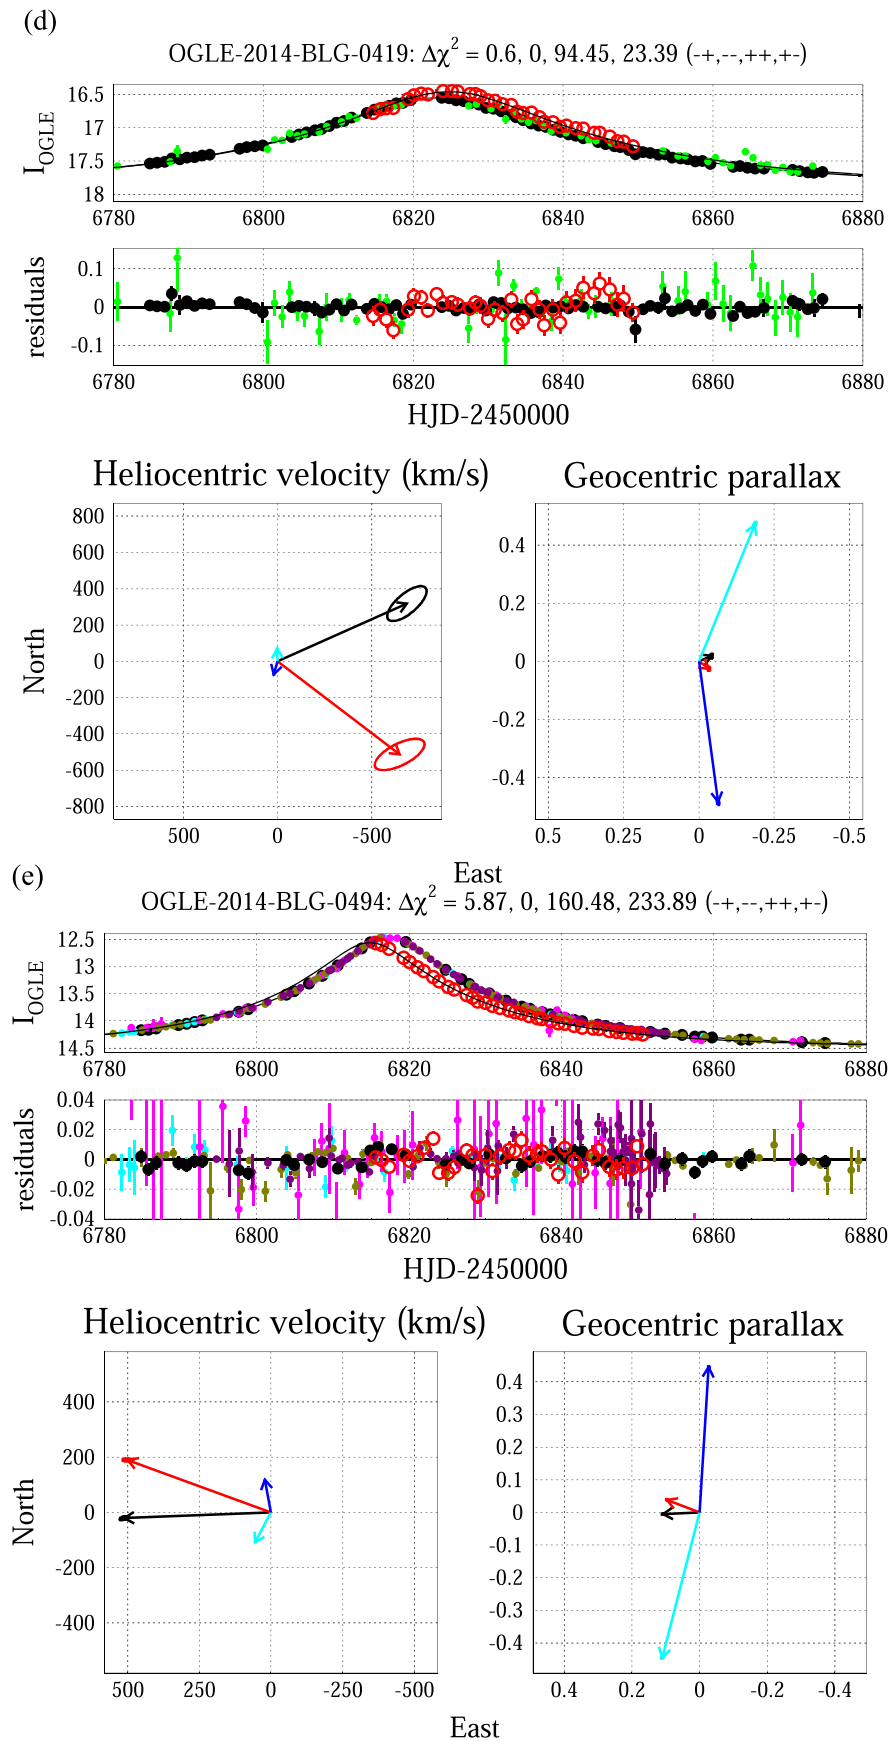 (d)
OGLE-2014-BLG-0419: Δχ² = 0.6, 0, 94.45, 23.39 (-+,--,++,+-)
I_OGLE
16.5
17
17.5
18
6780 6800 6820 6840 6860 6880
residuals
0.1
0
-0.1
6780 6800 6820 6840 6860 6880
HJD-2450000
Heliocentric velocity (km/s)
North
800
600
400
200
0
-200
-400
-600
-800
500 0 -500
Geocentric parallax
0.4
0.2
0
-0.2
-0.4
0.5 0.25 0 -0.25 -0.5
East
(e)
OGLE-2014-BLG-0494: Δχ² = 5.87, 0, 160.48, 233.89 (-+,--,++,+-)
I_OGLE
12.5
13
13.5
14
14.5
6780 6800 6820 6840 6860 6880
residuals
0.04
0.02
0
-0.02
-0.04
6780 6800 6820 6840 6860 6880
HJD-2450000
Heliocentric velocity (km/s)
North
400
200
0
-200
-400
500 250 0 -250 -500
Geocentric parallax
0.4
0.3
0.2
0.1
0
-0.1
-0.2
-0.3
-0.4
0.4 0.2 0 -0.2 -0.4
East